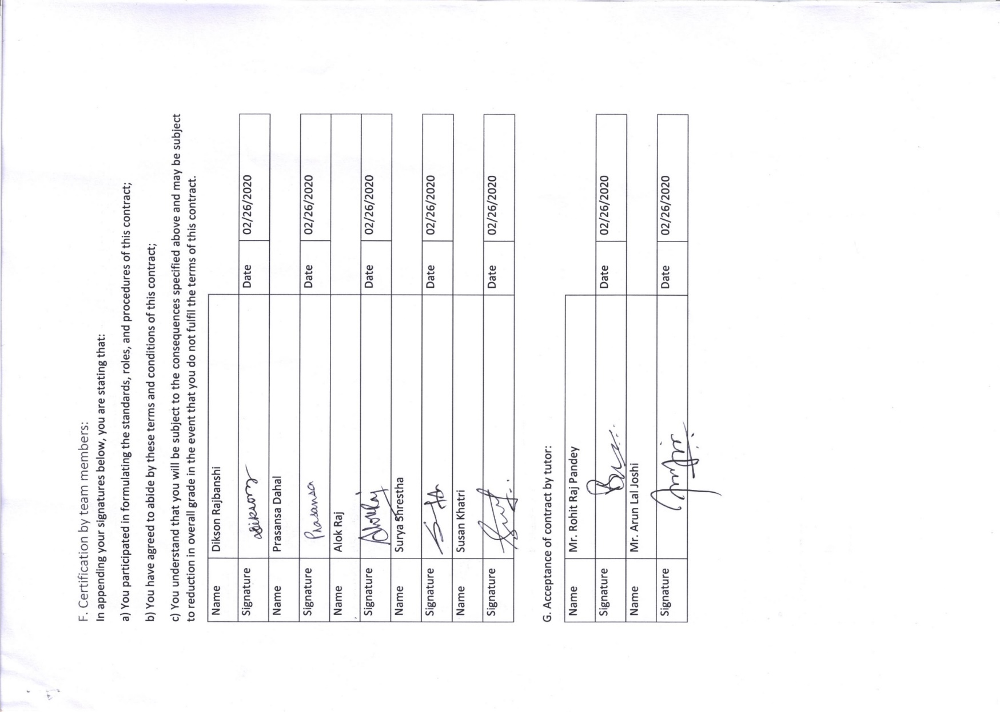 F. Certification by team members:
In appending your signatures below, you are stating that:
a) You participated in formulating the standards, roles, and procedures of this contract;
b) You have agreed to abide by these terms and conditions of this contract;
c) You understand that you will be subject to the consequences specified above and may be subject
to reduction in overall grade in the event that you do not fulfil the terms of this contract.
Name Dikson Rajbanshi
Signature Dikson Date 02/26/2020
Name Prasansa Dahal
Signature Prasansa Date 02/26/2020
Name Alok Raj
Signature Date 02/26/2020
Name Surya Shrestha
Signature Date 02/26/2020
Name Susan Khatri
Signature Date 02/26/2020
G. Acceptance of contract by tutor:
Name Mr. Rohit Raj Pandey
Signature Date 02/26/2020
Name Mr. Arun Lal Joshi
Signature Date 02/26/2020